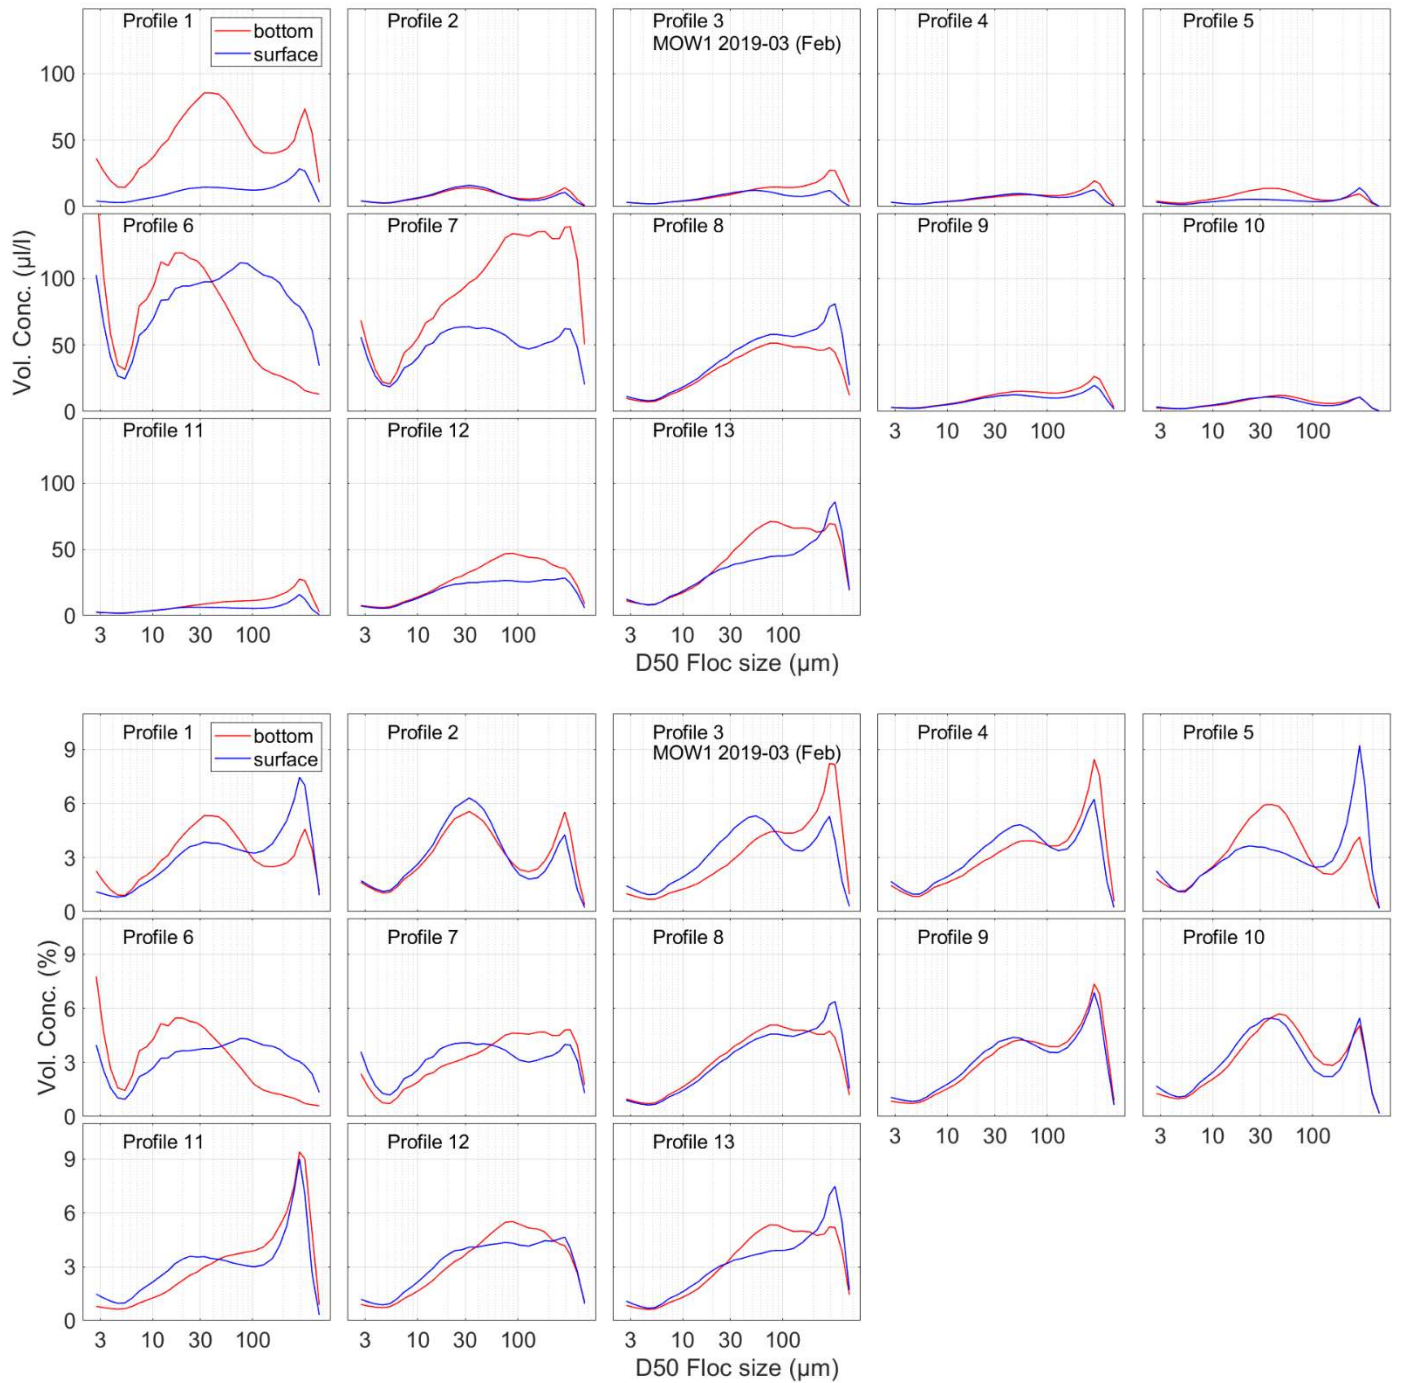 Profile 1
bottom
surface
Profile 2
Profile 3
MOW1 2019-03 (Feb)
Profile 4
Profile 5
100
50
0
Profile 6
Profile 7
Profile 8
Profile 9
Profile 10
Vol. Conc. (µl/l)
100
50
0
3 10 30 100
3 10 30 100
Profile 11
Profile 12
Profile 13
100
50
0
3 10 30 100
3 10 30 100
3 10 30 100
D50 Floc size (µm)
Profile 1
bottom
surface
Profile 2
Profile 3
MOW1 2019-03 (Feb)
Profile 4
Profile 5
9
6
3
0
Profile 6
Profile 7
Profile 8
Profile 9
Profile 10
Vol. Conc. (%)
9
6
3
0
3 10 30 100
3 10 30 100
Profile 11
Profile 12
Profile 13
9
6
3
0
3 10 30 100
3 10 30 100
3 10 30 100
D50 Floc size (µm)